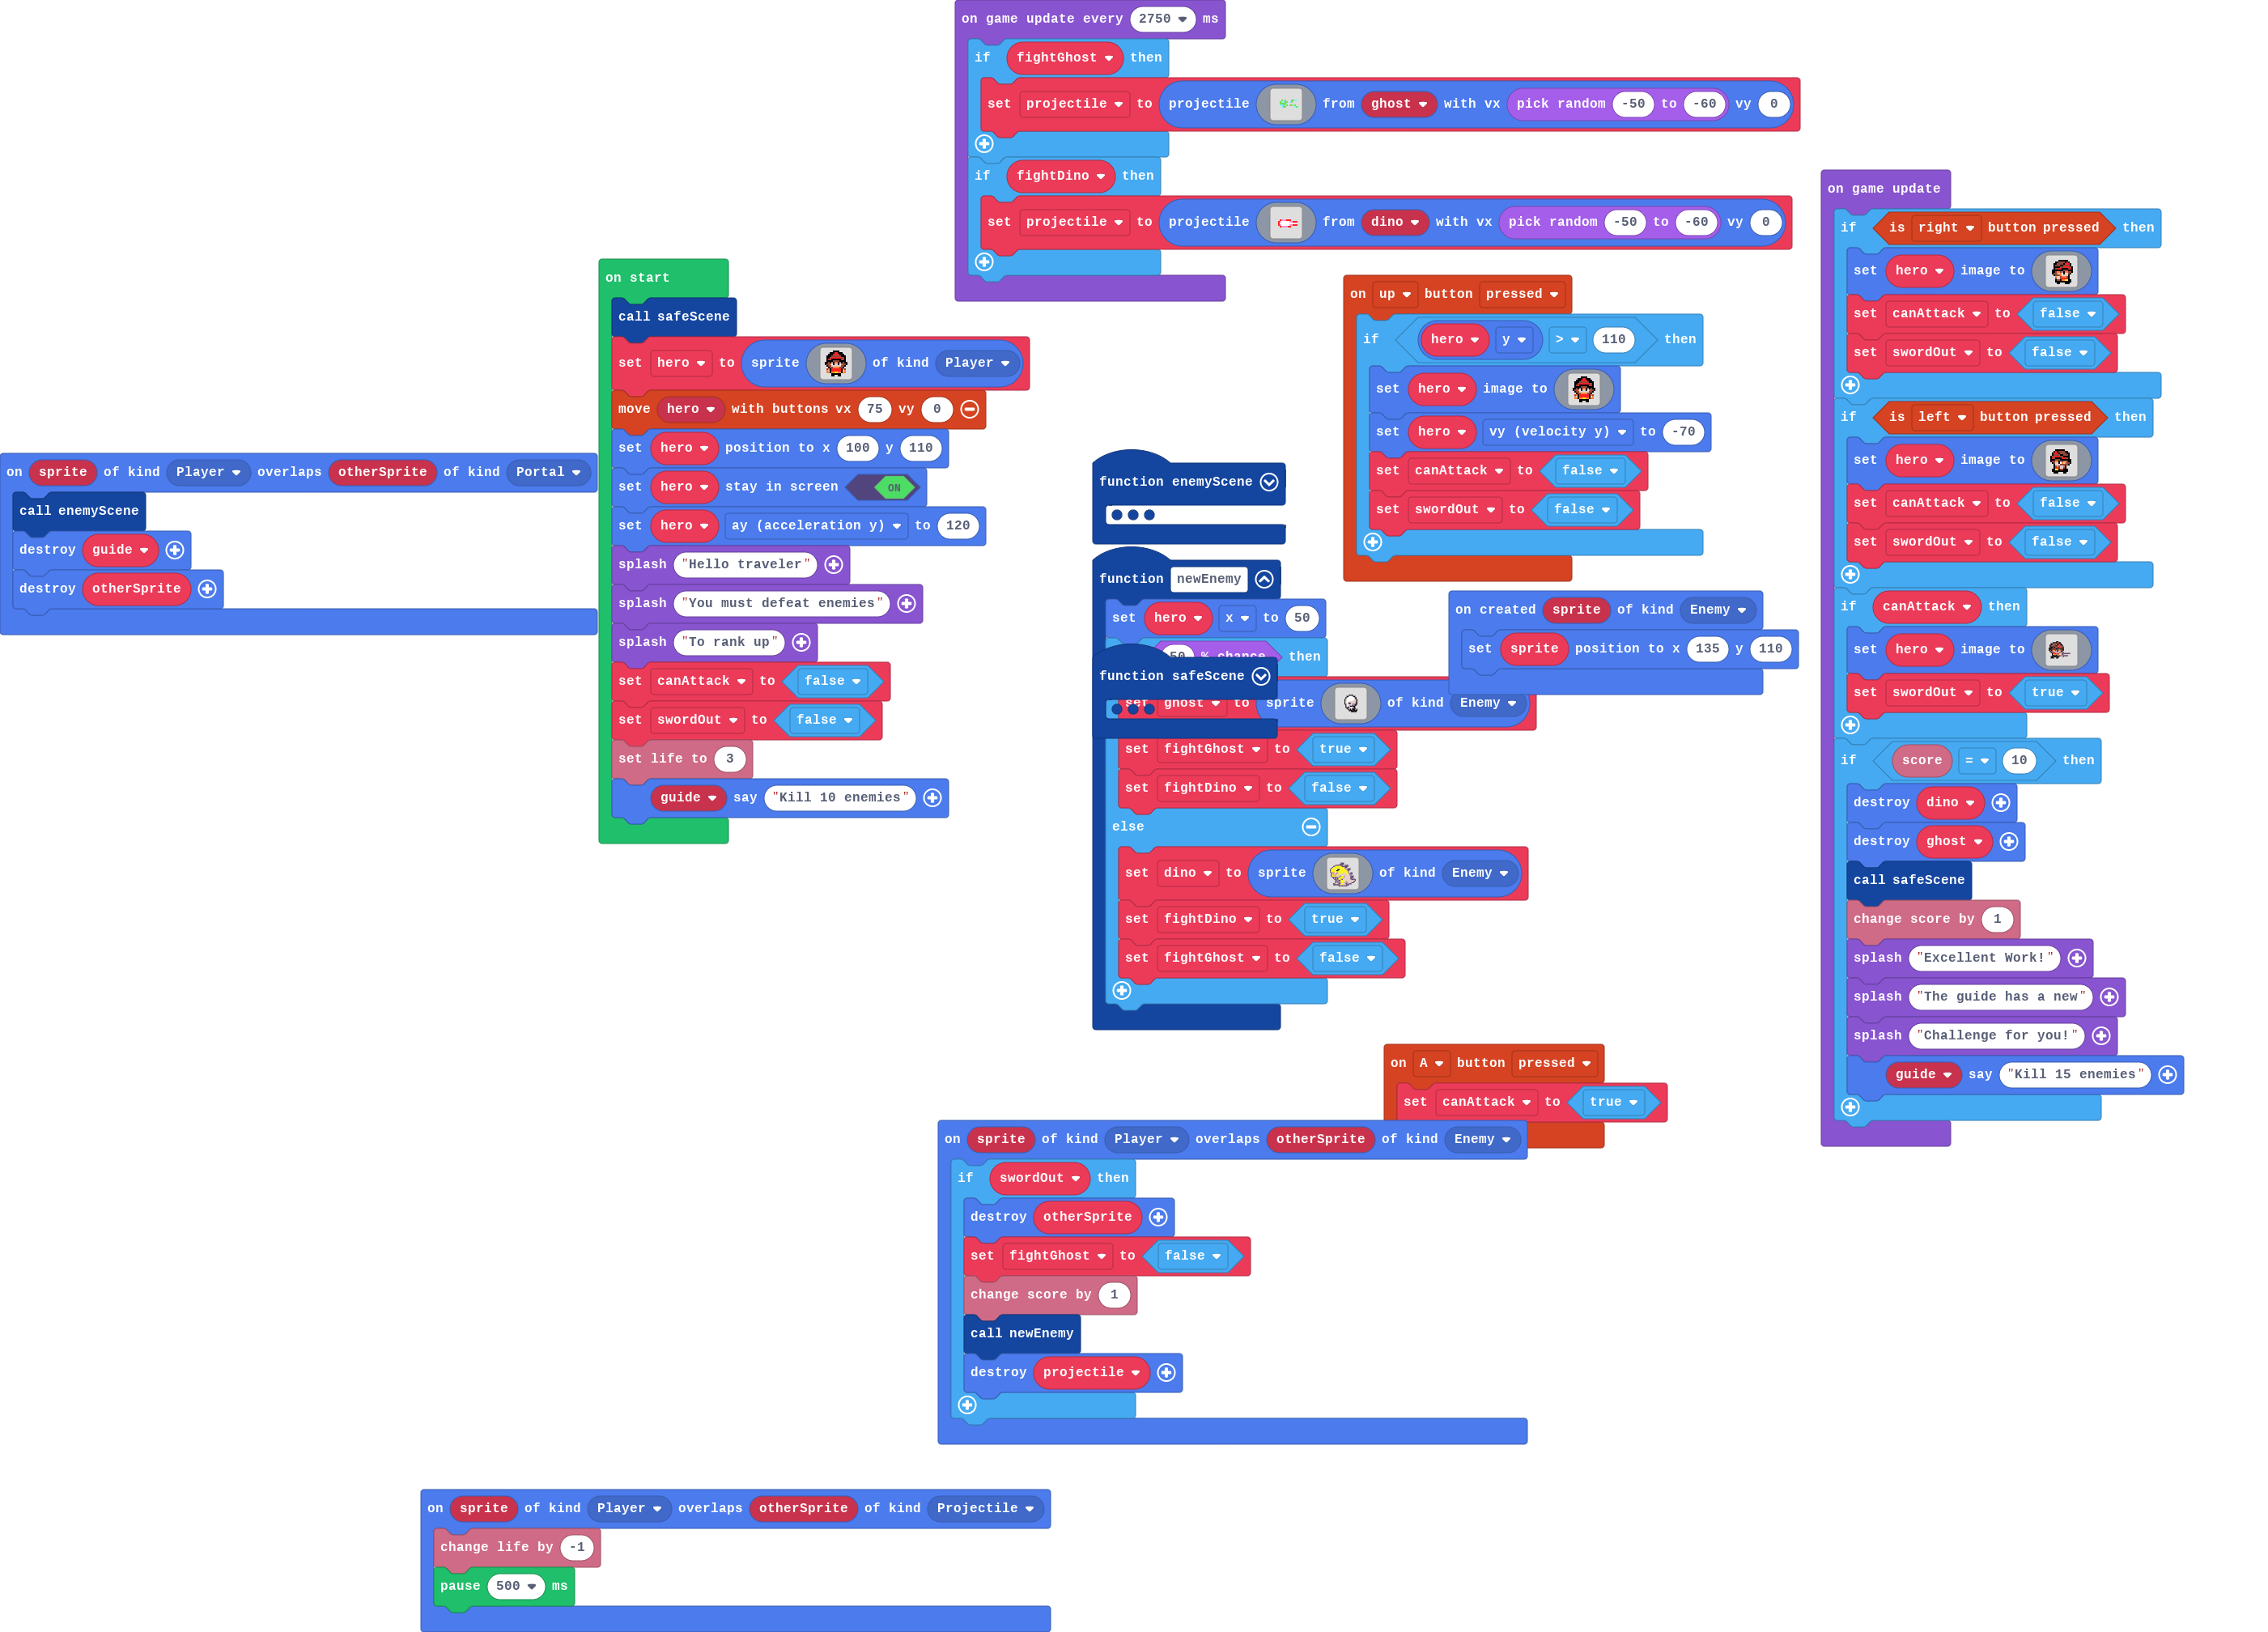 on game update every 2750 ms
if fightGhost then
set projectile to projectile from ghost with vx pick random -50 to -60 vy 0
if fightDino then
set projectile to projectile from dino with vx pick random -50 to -60 vy 0
on start
call safeScene
set hero to sprite of kind Player
move hero with buttons vx 75 vy 0
set hero position to x 100 y 110
set hero stay in screen ON
set hero ay (acceleration y) to 120
splash "Hello traveler"
splash "You must defeat enemies"
splash "To rank up"
set canAttack to false
set swordOut to false
set life to 3
guide say "Kill 10 enemies"
on sprite of kind Player overlaps otherSprite of kind Portal
call enemyScene
destroy guide
destroy otherSprite
on up button pressed
if hero y > 110 then
set hero image to
set hero vy (velocity y) to -70
set canAttack to false
set swordOut to false
function enemyScene
function newEnemy
set hero x to 50
50 % chance then
function safeScene
set ghost to sprite of kind Enemy
set fightGhost to true
set fightDino to false
else
set dino to sprite of kind Enemy
set fightDino to true
set fightGhost to false
on created sprite of kind Enemy
set sprite position to x 135 y 110
on game update
if is right button pressed then
set hero image to
set canAttack to false
set swordOut to false
if is left button pressed then
set hero image to
set canAttack to false
set swordOut to false
if canAttack then
set hero image to
set swordOut to true
if score = 10 then
destroy dino
destroy ghost
call safeScene
change score by 1
splash "Excellent Work!"
splash "The guide has a new"
splash "Challenge for you!"
guide say "Kill 15 enemies"
on A button pressed
set canAttack to true
on sprite of kind Player overlaps otherSprite of kind Enemy
if swordOut then
destroy otherSprite
set fightGhost to false
change score by 1
call newEnemy
destroy projectile
on sprite of kind Player overlaps otherSprite of kind Projectile
change life by -1
pause 500 ms